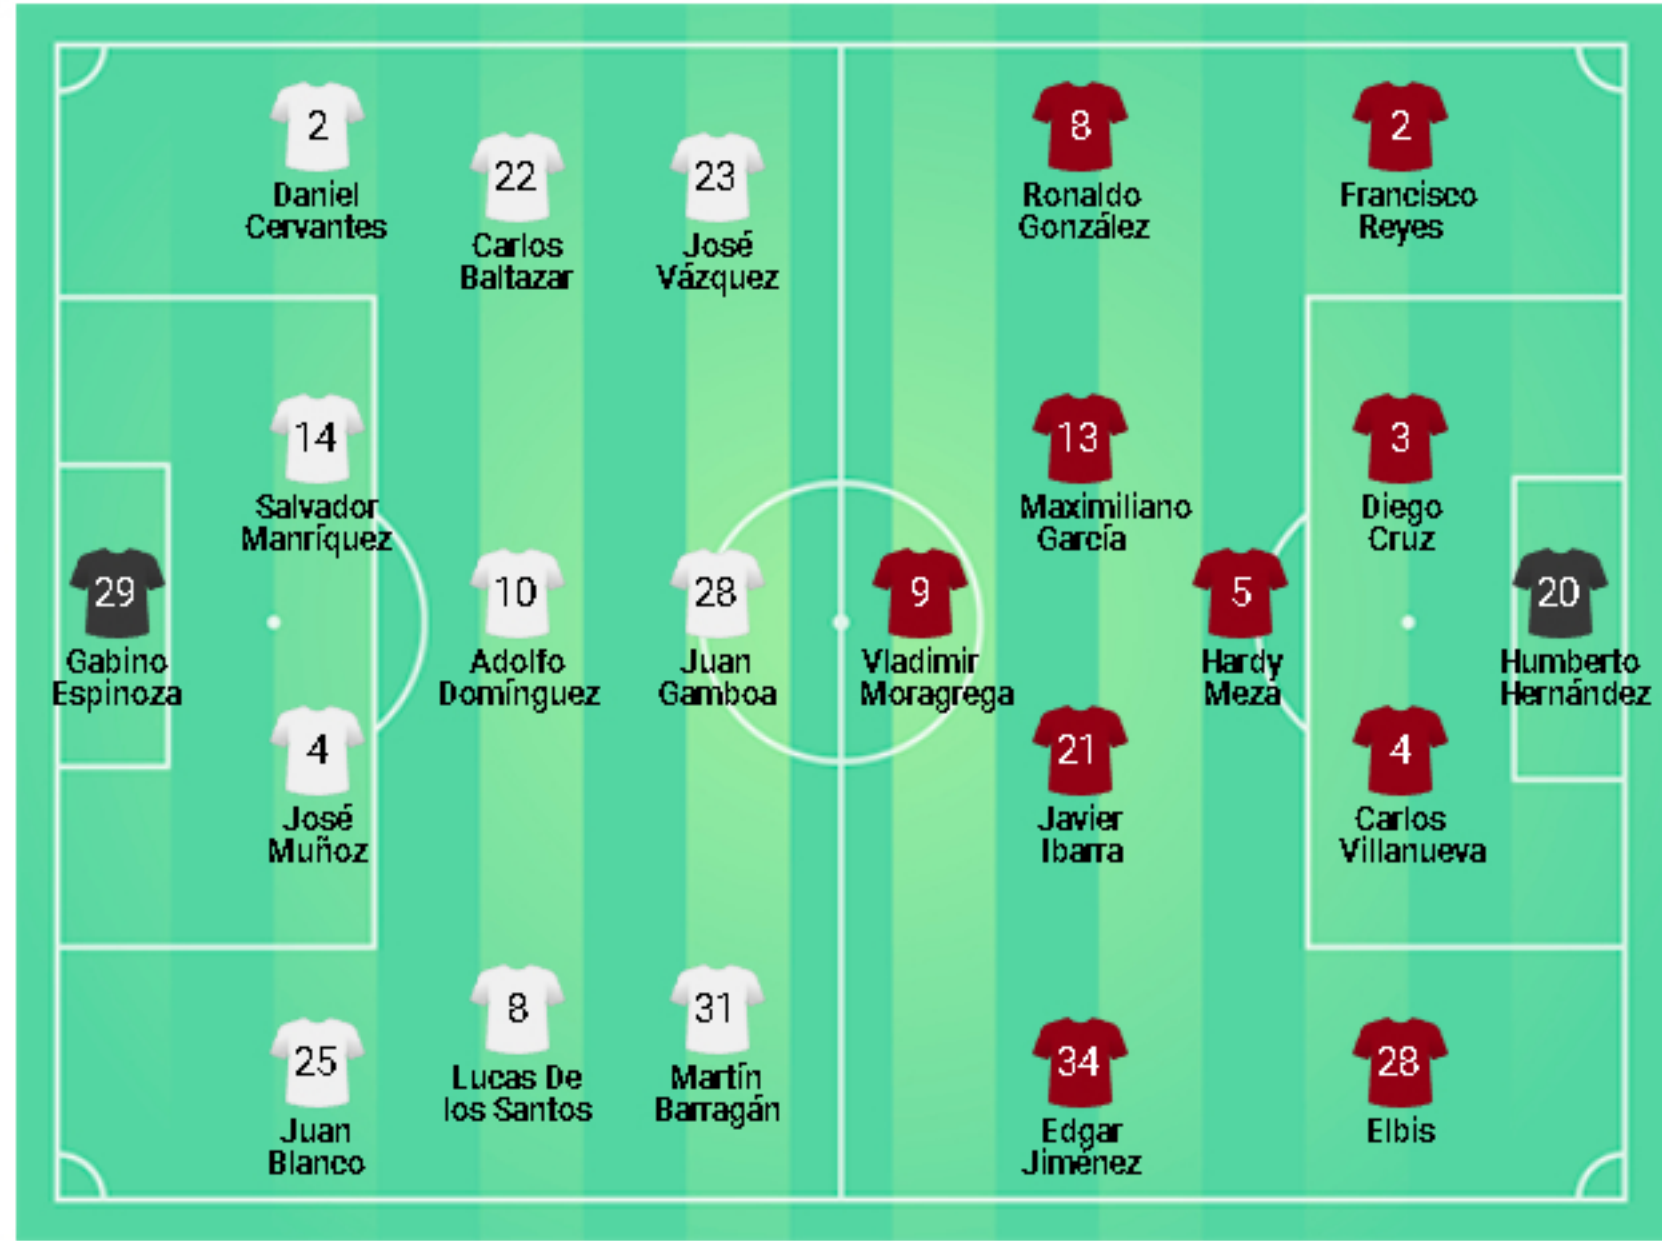 2
Daniel
Cervantes
22
Carlos
Baltazar
23
José
Vázquez
14
Salvador
Manríquez
29
Gabino
Espinoza
10
Adolfo
Domínguez
28
Juan
Gamboa
4
José
Muñoz
25
Juan
Blanco
8
Lucas De
los Santos
31
Martín
Barragán
8
Ronaldo
González
2
Francisco
Reyes
13
Maximiliano
García
3
Diego
Cruz
9
Vladimir
Moragrega
5
Hardy
Meza
20
Humberto
Hernández
21
Javier
Ibarra
4
Carlos
Villanueva
34
Edgar
Jiménez
28
Elbis